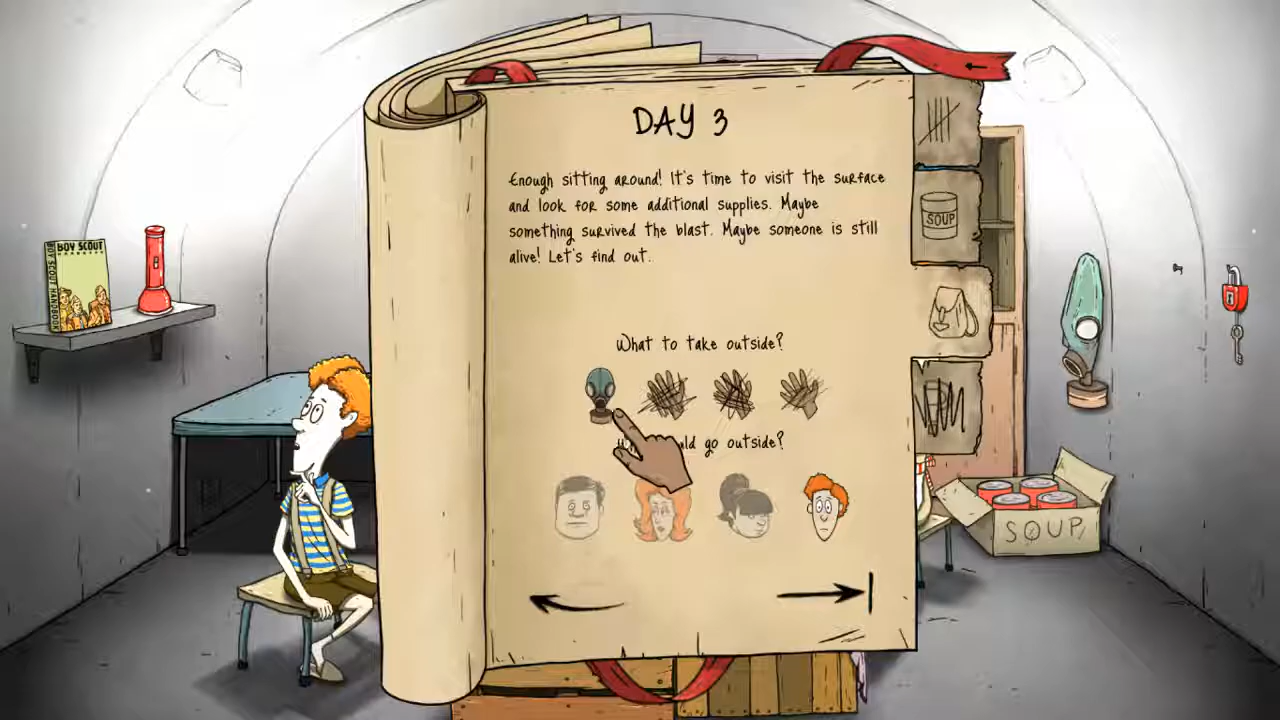 DAY 3
Enough sitting around! It's time to visit the surface
and look for some additional supplies. Maybe
something survived the blast. Maybe someone is still
alive! Let's find out.
What to take outside?
uld go outside?
BOY SCOUT
BOY SCOUT HANDBOOK
SOUP
SOUP